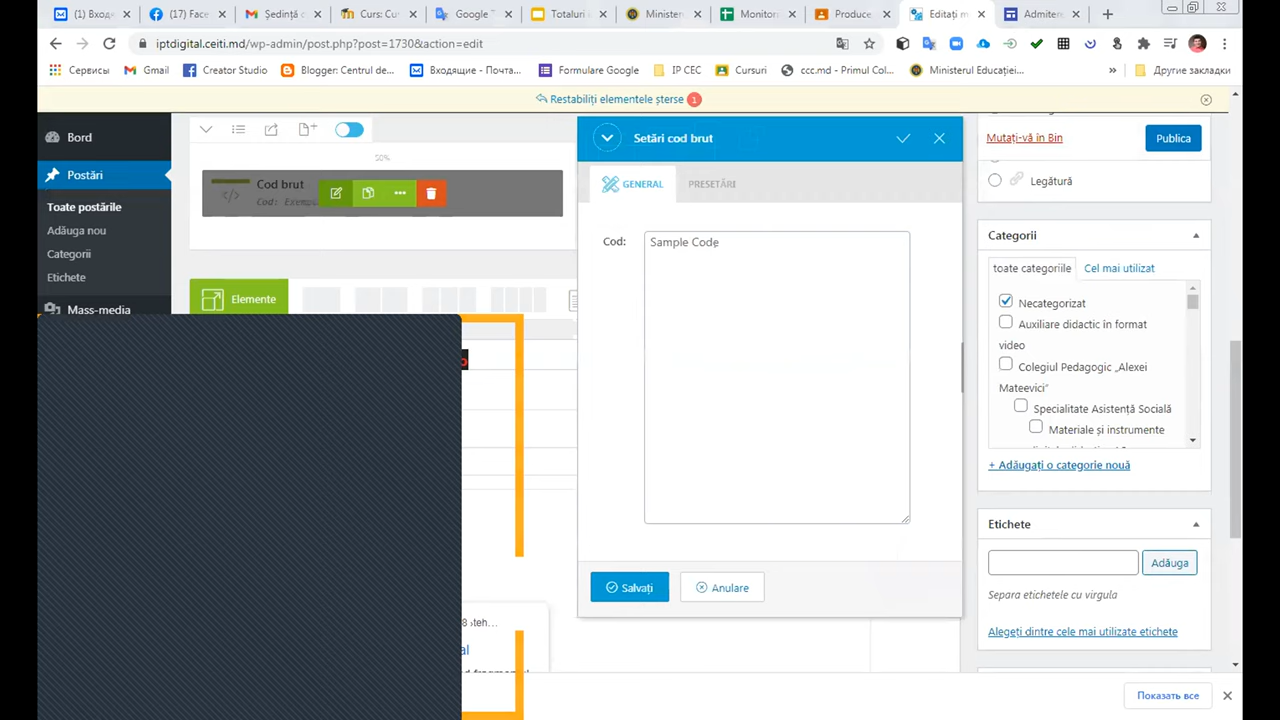 (1) Входя
(17) Face
Ședință c
Curs: Cu
Google
Totaluri î
Minister
Monitor
Produce
Editați m
Admitere
iptdigital.ceiti.md/wp-admin/post.php?post=1730&action=edit
Сервисы
Gmail
Creator Studio
Blogger: Centrul de...
Входящие - Почта...
Formulare Google
IP CEC
Cursuri
ccc.md - Primul Col...
Ministerul Educației...
»
Другие закладки
Restabiliți elementele șterse 1
Bord
Postări
Toate postările
Adăuga nou
Categorii
Etichete
Mass-media
50%
Cod brut
Cod: Exemp
Elemente
Setări cod brut
GENERAL
PRESETĂRI
Cod:
Sample Code
Salvați
Anulare
Mutați-vă în Bin
Publica
Legătură
Categorii
toate categoriile
Cel mai utilizat
Necategorizat
Auxiliare didactic în format
video
Colegiul Pedagogic „Alexei
Mateevici”
Specialitate Asistență Socială
Materiale și instrumente
+ Adăugați o categorie nouă
Etichete
Adăuga
Separa etichetele cu virgula
Alegeți dintre cele mai utilizate etichete
Показать все